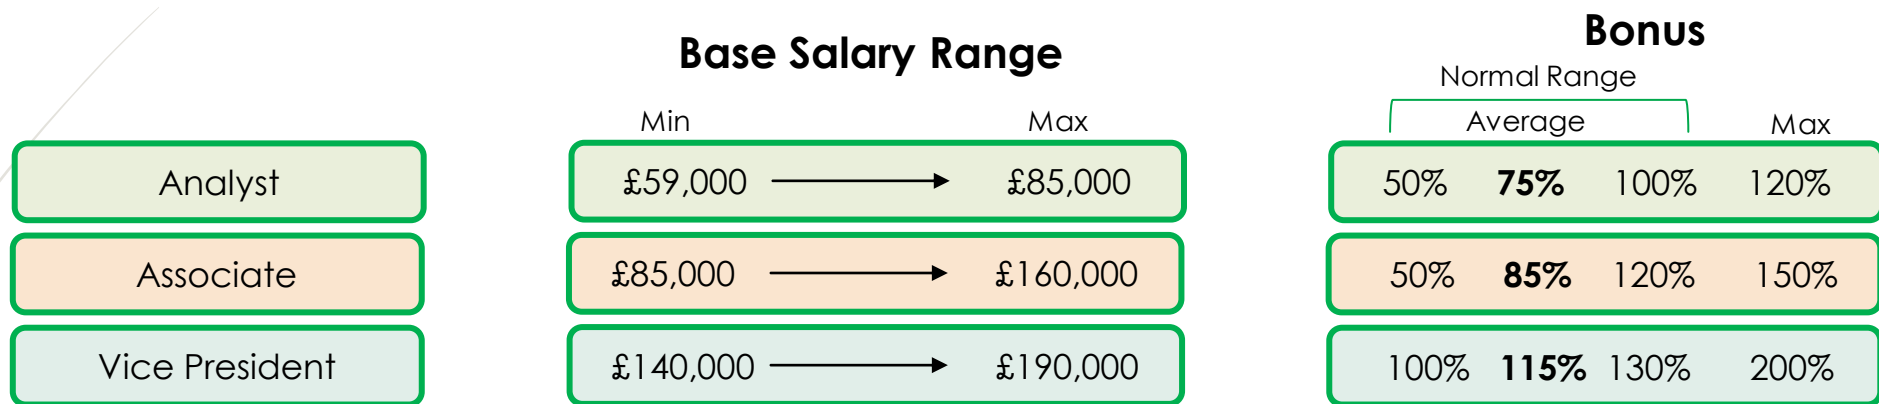 Bonus
Base Salary Range
Normal Range
Min Max Average Max
Analyst £59,000 £85,000 50% 75% 100% 120%
Associate £85,000 £160,000 50% 85% 120% 150%
Vice President £140,000 £190,000 100% 115% 130% 200%